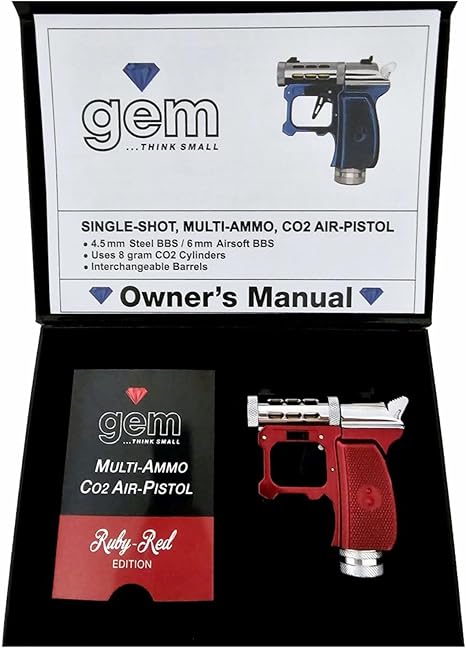 gem
...THINK SMALL
SINGLE-SHOT, MULTI-AMMO, CO2 AIR-PISTOL
• 4.5mm Steel BBS / 6mm Airsoft BBS
• Uses 8 gram CO2 Cylinders
• Interchangeable Barrels
Owner's Manual
gem
...THINK SMALL
MULTI-AMMO
CO2 AIR-PISTOL
Ruby-Red
EDITION